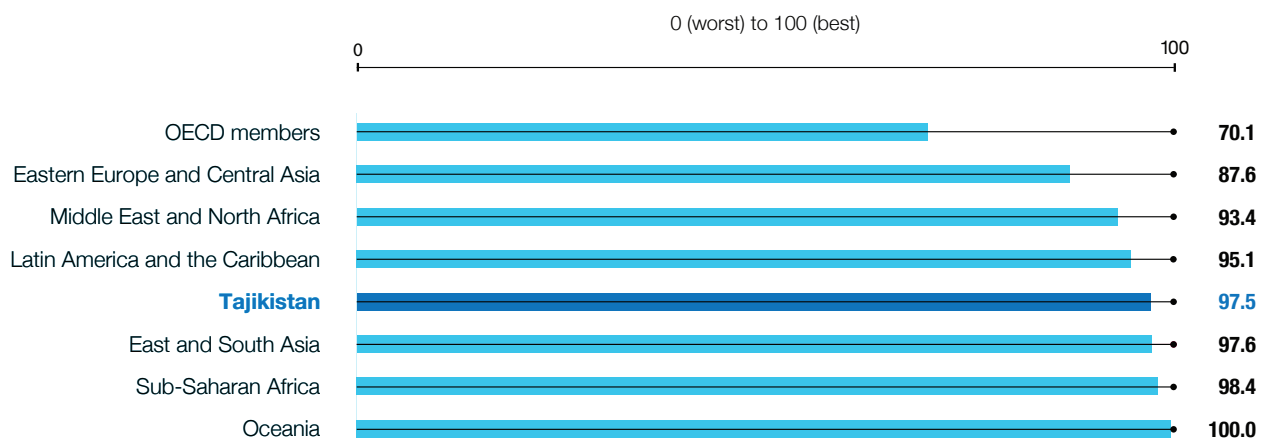 0 (worst) to 100 (best)
0 100
OECD members 70.1
Eastern Europe and Central Asia 87.6
Middle East and North Africa 93.4
Latin America and the Caribbean 95.1
Tajikistan 97.5
East and South Asia 97.6
Sub-Saharan Africa 98.4
Oceania 100.0